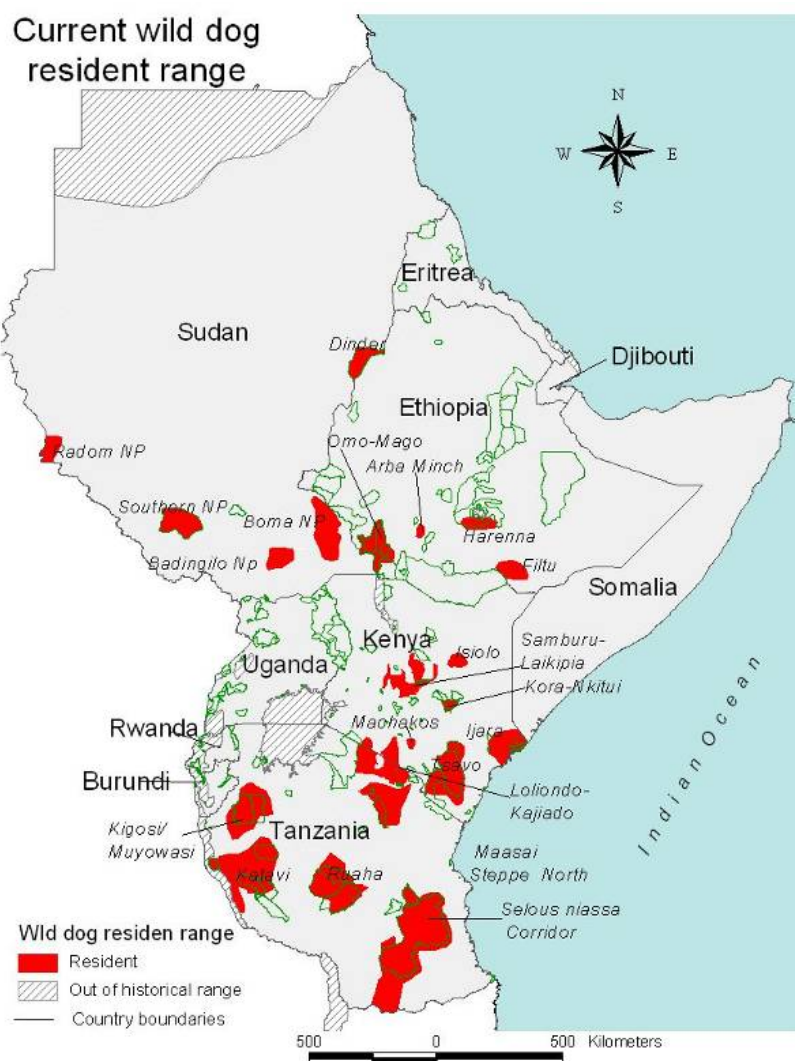 Current wild dog
resident range
N
W E
S
Eritrea
Sudan
Dinder
Djibouti
Ethiopia
Omo-Mago
Arba Minch
Radom NP
Southern NP
Boma NP
Harenna
Badingilo Np
Filtu
Somalia
Kenya
Samburu-
Laikipia
Isiolo
Uganda
Kora-Nkitui
Rwanda
Machakos
Ijara
Tsavo
Burundi
Loliondo-
Kajiado
Kigosi/
Muyowasi
Tanzania
Indian Ocean
Maasai
Steppe North
Katavi
Ruaha
Selous niassa
Corridor
Wld dog residen range
Resident
Out of historical range
Country boundaries
500 0 500 Kilometers